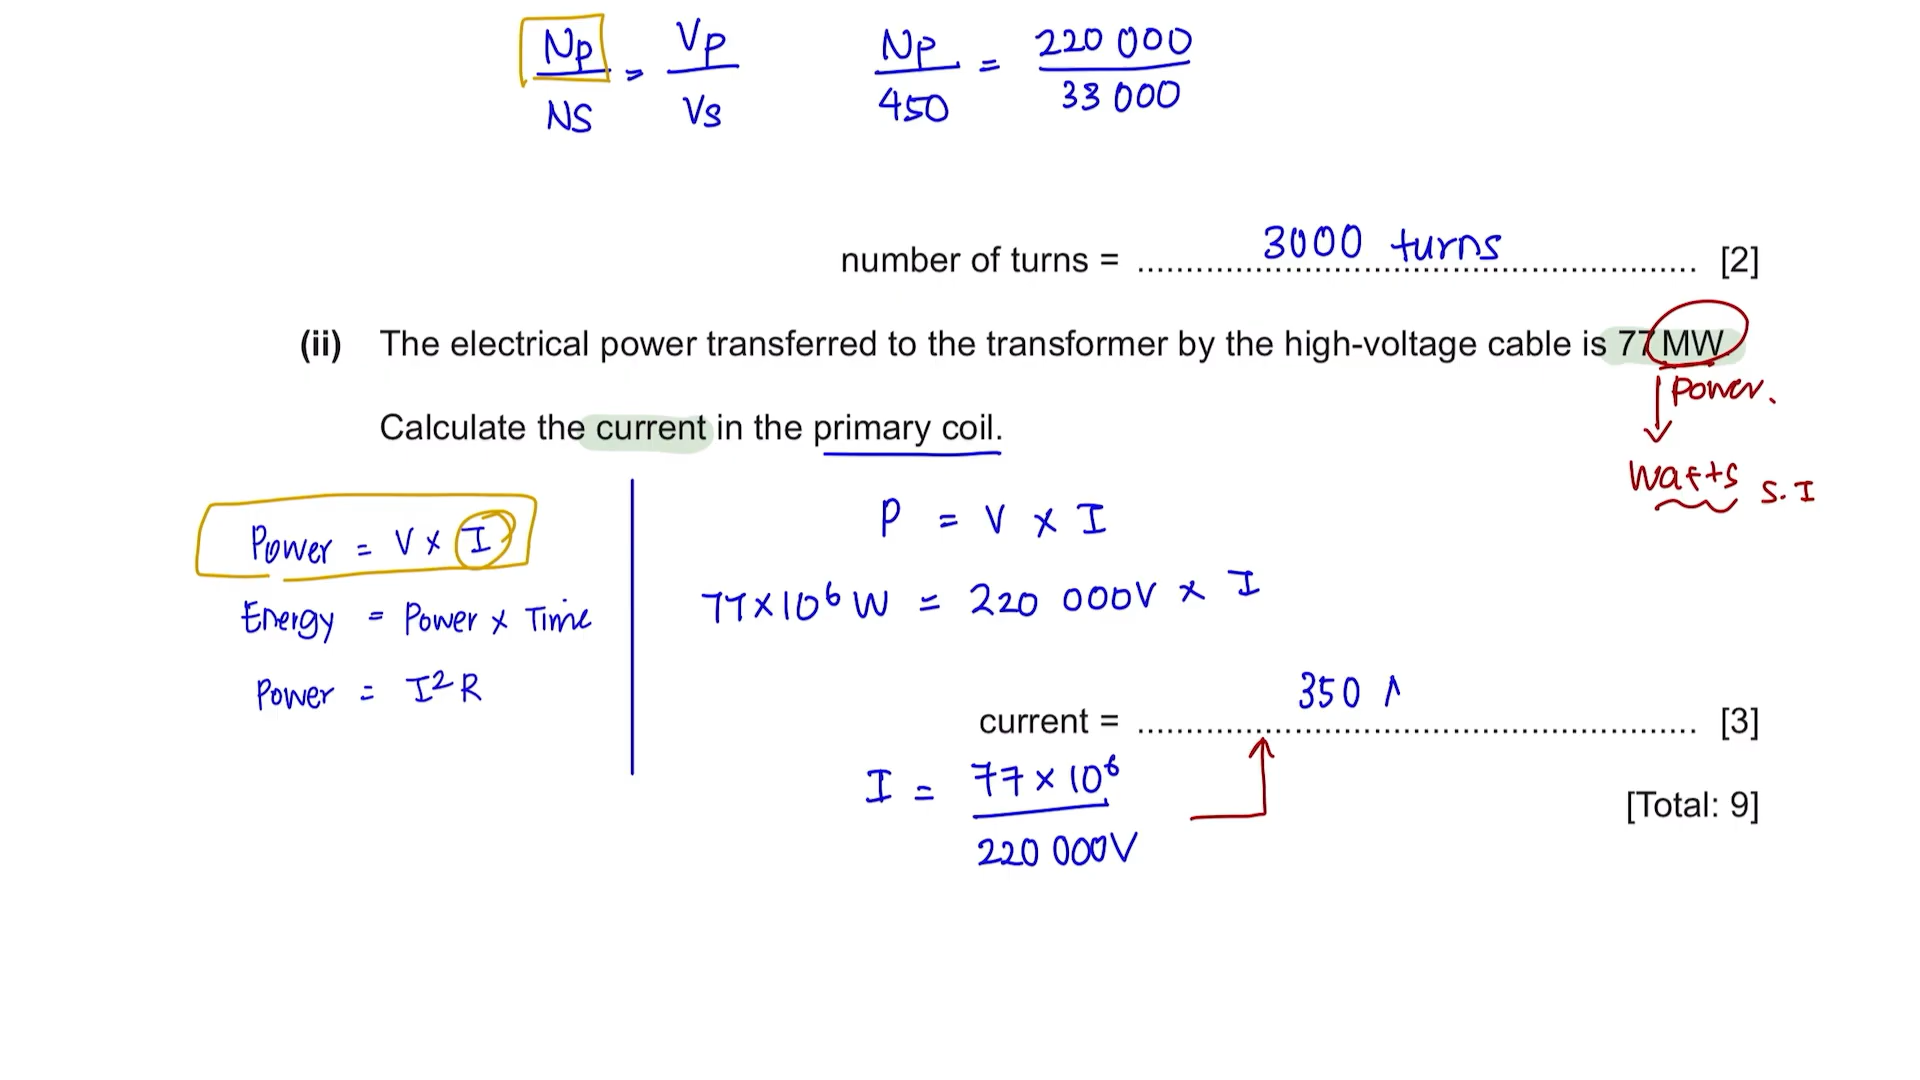 Np/NS = Vp/Vs Np/450 = 220 000/33 000
number of turns = 3000 turns [2]
(ii) The electrical power transferred to the transformer by the high-voltage cable is 77 MW.
power.
Calculate the current in the primary coil.
Watts S.I
Power = V x I
P = V x I
Energy = Power x Time
77x10⁶ W = 220 000V x I
Power = I²R
350 A
current = [3]
I = 77 x 10⁶/220 000V
[Total: 9]